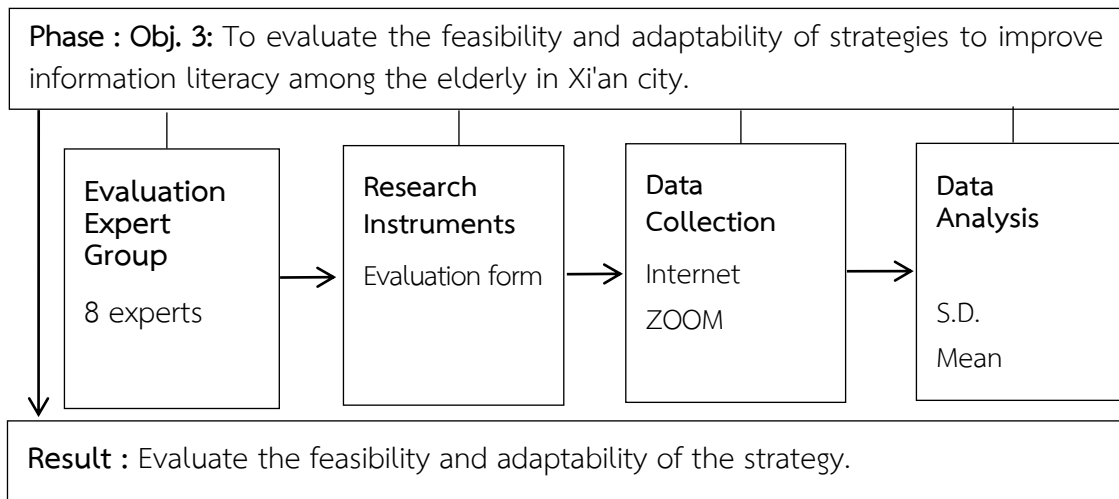 Phase : Obj. 3: To evaluate the feasibility and adaptability of strategies to improve
information literacy among the elderly in Xi'an city.
Evaluation
Expert
Group
8 experts
Research
Instruments
Evaluation form
Data
Collection
Internet
ZOOM
Data
Analysis
S.D.
Mean
Result : Evaluate the feasibility and adaptability of the strategy.